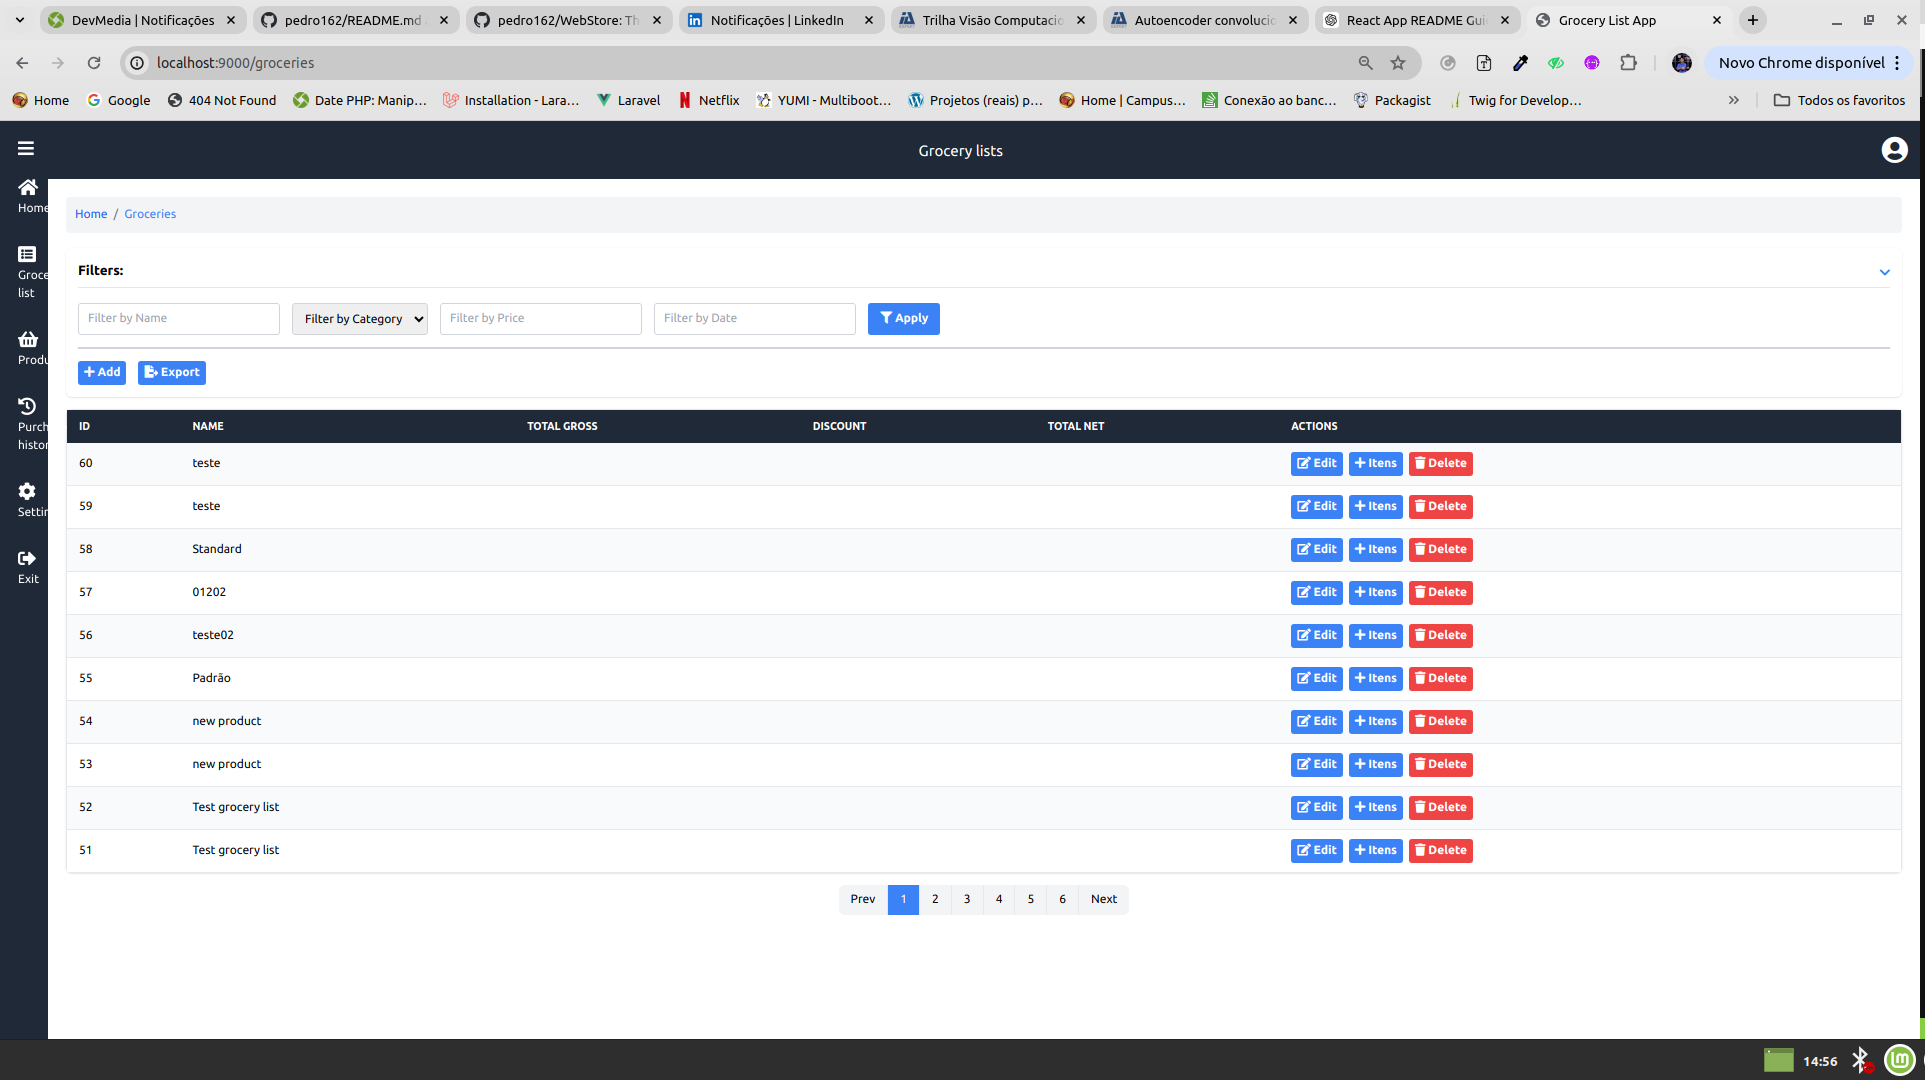 DevMedia | Notificações
pedro162/README.md
pedro162/WebStore: Th
Notificações | LinkedIn
Trilha Visão Computacio
Autoencoder convolucio
React App README Gui
Grocery List App
localhost:9000/groceries
Novo Chrome disponível
Home
Google
404 Not Found
Date PHP: Manip...
Installation - Lara...
Laravel
Netflix
YUMI - Multiboot...
Projetos (reais) p...
Home | Campus...
Conexão ao banc...
Packagist
Twig for Develop...
»
Todos os favoritos
Grocery lists
Home
Groce
list
Produ
Purch
histor
Settin
Exit
Home / Groceries
Filters:
Filter by Name
Filter by Category
Filter by Price
Filter by Date
Apply
+ Add
Export
ID NAME TOTAL GROSS DISCOUNT TOTAL NET ACTIONS
60 teste Edit + Itens Delete
59 teste Edit + Itens Delete
58 Standard Edit + Itens Delete
57 01202 Edit + Itens Delete
56 teste02 Edit + Itens Delete
55 Padrão Edit + Itens Delete
54 new product Edit + Itens Delete
53 new product Edit + Itens Delete
52 Test grocery list Edit + Itens Delete
51 Test grocery list Edit + Itens Delete
Prev 1 2 3 4 5 6 Next
14:56